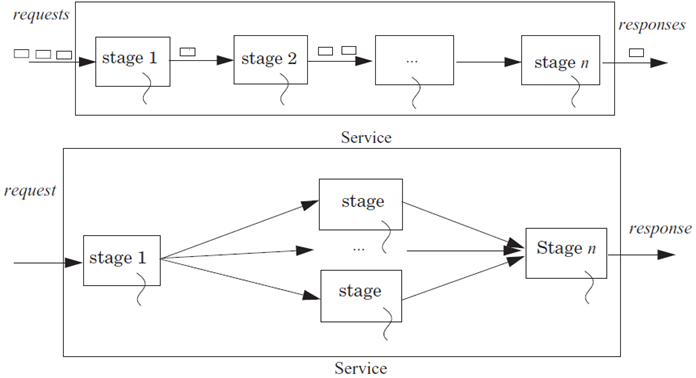 requests
responses
stage 1
stage 2
...
stage n
Service
request
stage
response
stage 1
...
Stage n
stage
Service